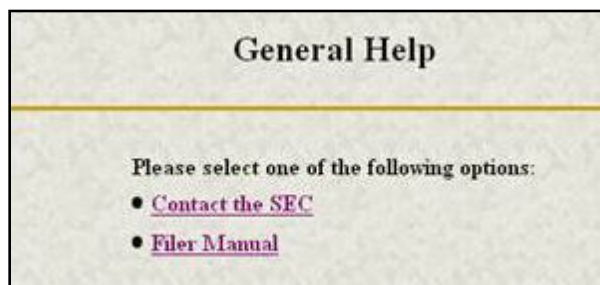 General Help
Please select one of the following options:
• Contact the SEC
• Filer Manual